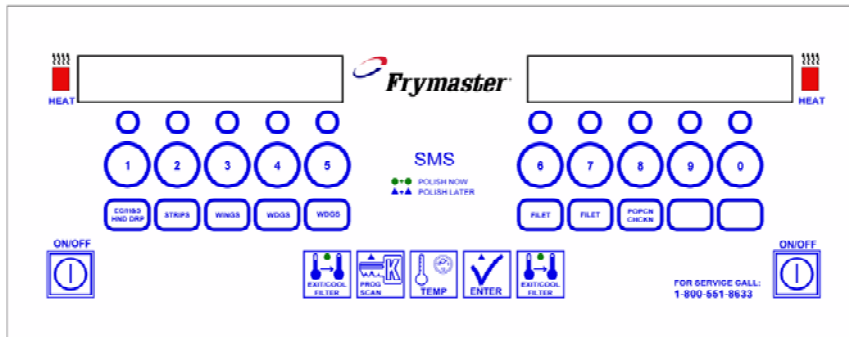 Frymaster
HEAT
HEAT
1 2 3 4 5
6 7 8 9 0
SMS
POLISH NOW
POLISH LATER
HND DRP
STRIPS
WINGS
WDGS
WDGS
FILET
FILET
POPCN
CHCKN
ON/OFF
ON/OFF
EXIT/COOL
FILTER
PROG
SCAN
K
TEMP
ENTER
EXIT/COOL
FILTER
FOR SERVICE CALL:
1-800-551-8633